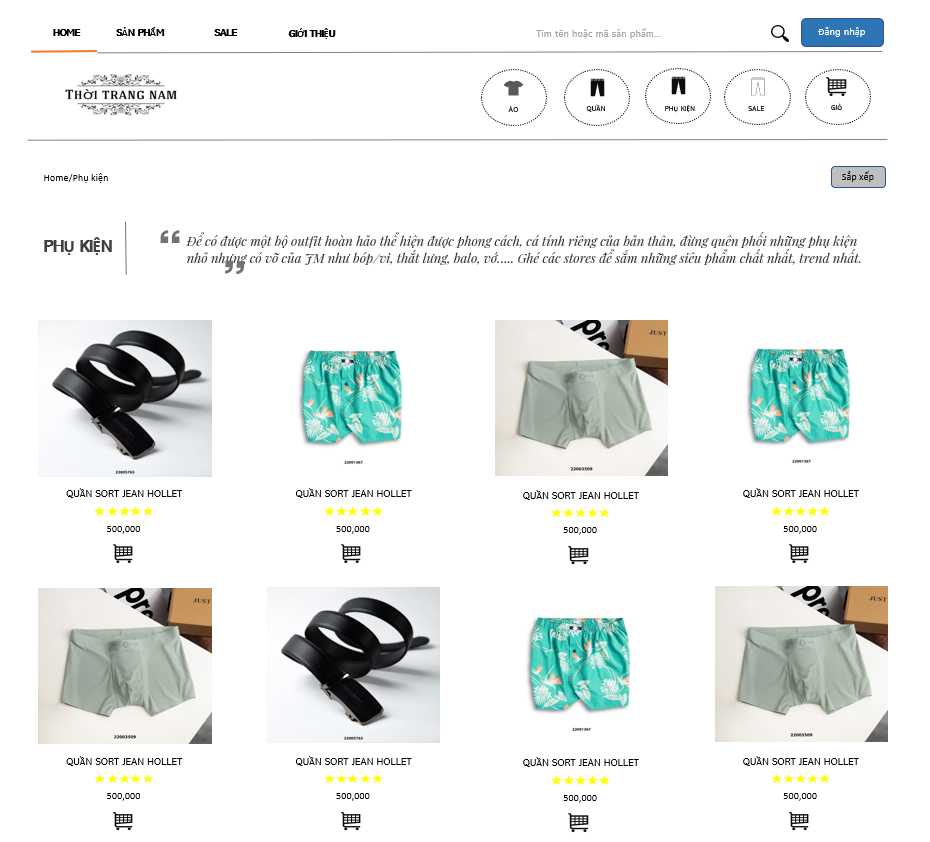 HOME SẢN PHẨM SALE GIỚI THIỆU Tìm tên hoặc mã sản phẩm... Đăng nhập
THỜI TRANG NAM
ÁO QUẦN PHỤ KIỆN SALE GIỎ
Home/Phụ kiện Sắp xếp
PHỤ KIỆN
“ Để có được một bộ outfit hoàn hảo thể hiện được phong cách, cá tính riêng của bản thân, đừng quên phối những phụ kiện
nhỏ nhưng có võ của JM như bóp/ví, thắt lưng, balo, vớ..... Ghé các stores để sắm những siêu phẩm chất nhất, trend nhất.
”
JUST
22005765 22001367 22003509 22001367
QUẦN SORT JEAN HOLLET QUẦN SORT JEAN HOLLET QUẦN SORT JEAN HOLLET QUẦN SORT JEAN HOLLET
★★★★★ ★★★★★ ★★★★★ ★★★★★
500,000 500,000 500,000 500,000
JUST JUST
22003509 22005765 22001367 22003509
QUẦN SORT JEAN HOLLET QUẦN SORT JEAN HOLLET QUẦN SORT JEAN HOLLET QUẦN SORT JEAN HOLLET
★★★★★ ★★★★★ ★★★★★ ★★★★★
500,000 500,000 500,000 500,000